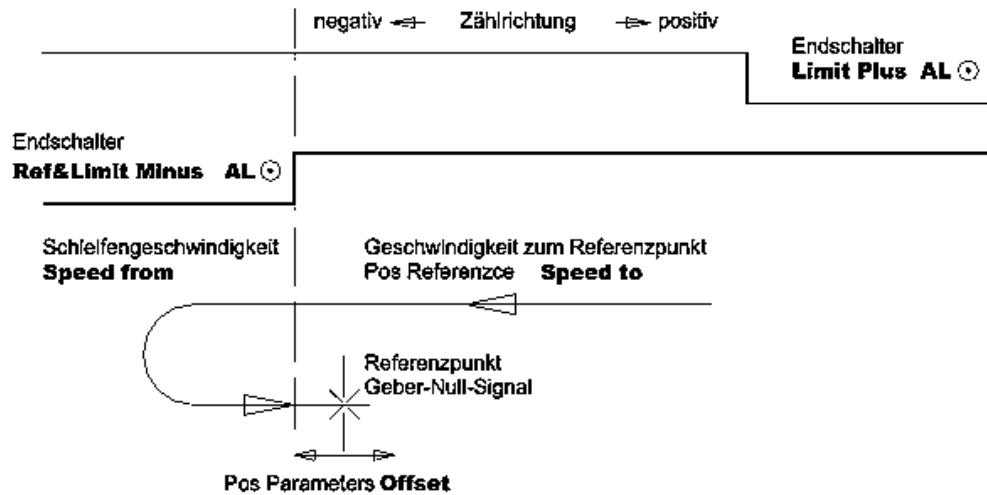 negativ Zählrichtung positiv
Endschalter
Limit Plus AL
Endschalter
Ref&Limit Minus AL
Schleifengeschwindigkeit
Speed from
Geschwindigkeit zum Referenzpunkt
Pos Referenzce Speed to
Referenzpunkt
Geber-Null-Signal
Pos Parameters Offset